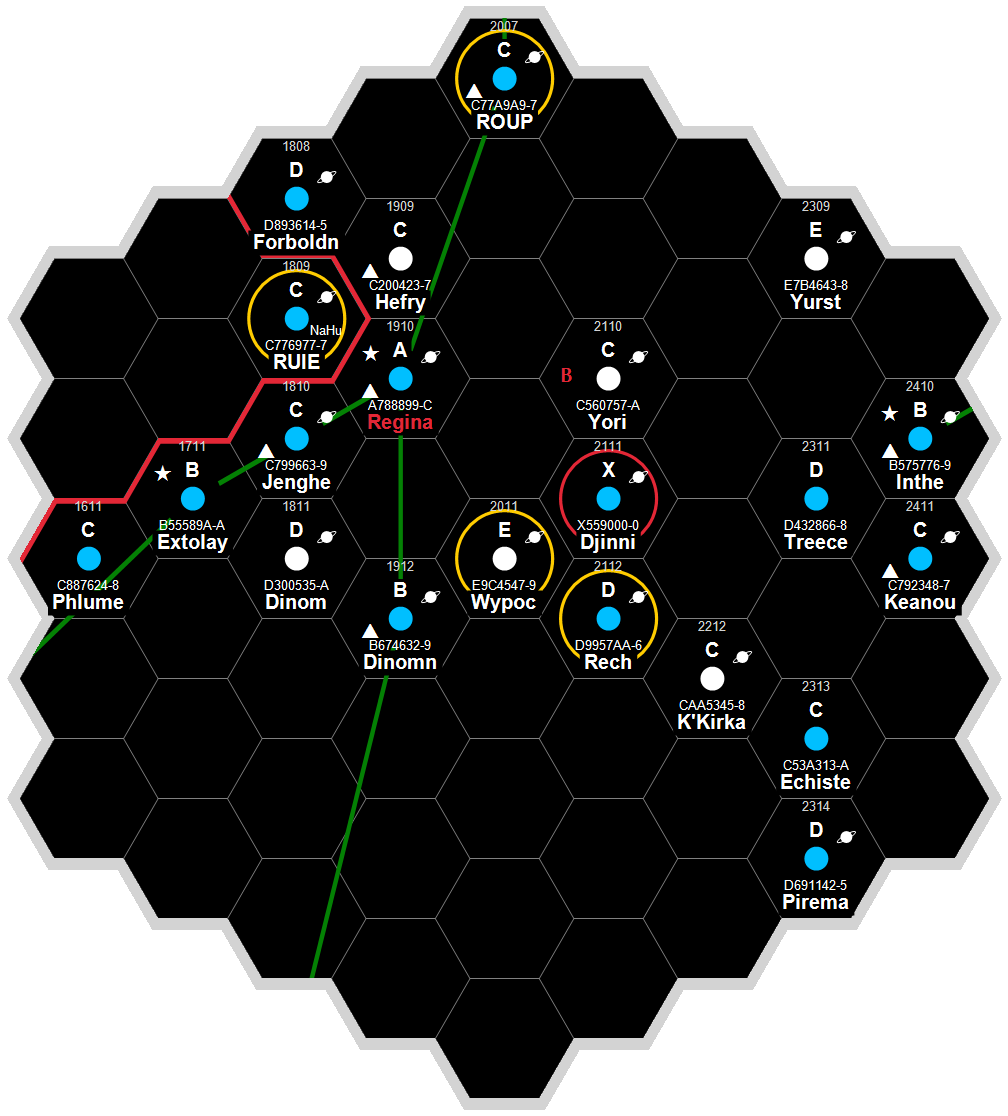 2007
C
C77A9A9-7
ROUP
1808
D
D893614-5
Forboldn
1909
C
C200423-7
Hefry
2309
E
E7B4643-8
Yurst
1809
C
NaHu
C776977-7
RUIE
1910
A
A788899-C
Regina
2110
C
B
C560757-A
Yori
1810
C
C799663-9
Jenghe
2410
B
B575776-9
Inthe
1711
B
B55589A-A
Extolay
2111
X
X559000-0
Djinni
2311
D
D432866-8
Treece
1611
C
C887624-8
Phlume
1811
D
D300535-A
Dinom
2011
E
E9C4547-9
Wypoc
2411
C
C792348-7
Keanou
1912
B
B674632-9
Dinomn
2112
D
D9957AA-6
Rech
2212
C
CAA5345-8
K'Kirka
2313
C
C53A313-A
Echiste
2314
D
D691142-5
Pirema